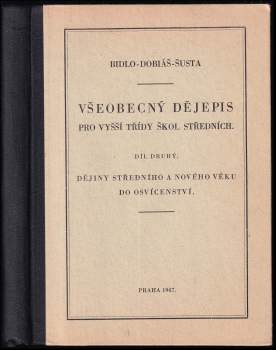 BIDLO-DOBIÁŠ-ŠUSTA
VŠEOBECNÝ DĚJEPIS
PRO VYŠŠÍ TŘÍDY ŠKOL STŘEDNÍCH.
DÍL DRUHÝ.
DĚJINY STŘEDNÍHO A NOVÉHO VĚKU
DO OSVÍCENSTVÍ.
PRAHA 1947.